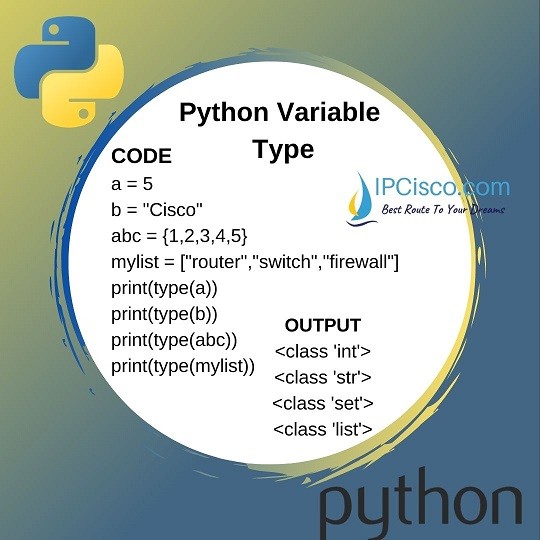 Python Variable
Type
IPCisco.com
Best Route To Your Dreams
CODE
a = 5
b = "Cisco"
abc = {1,2,3,4,5}
mylist = ["router","switch","firewall"]
print(type(a))
print(type(b))
print(type(abc))
print(type(mylist))
OUTPUT
<class 'int'>
<class 'str'>
<class 'set'>
<class 'list'>
python